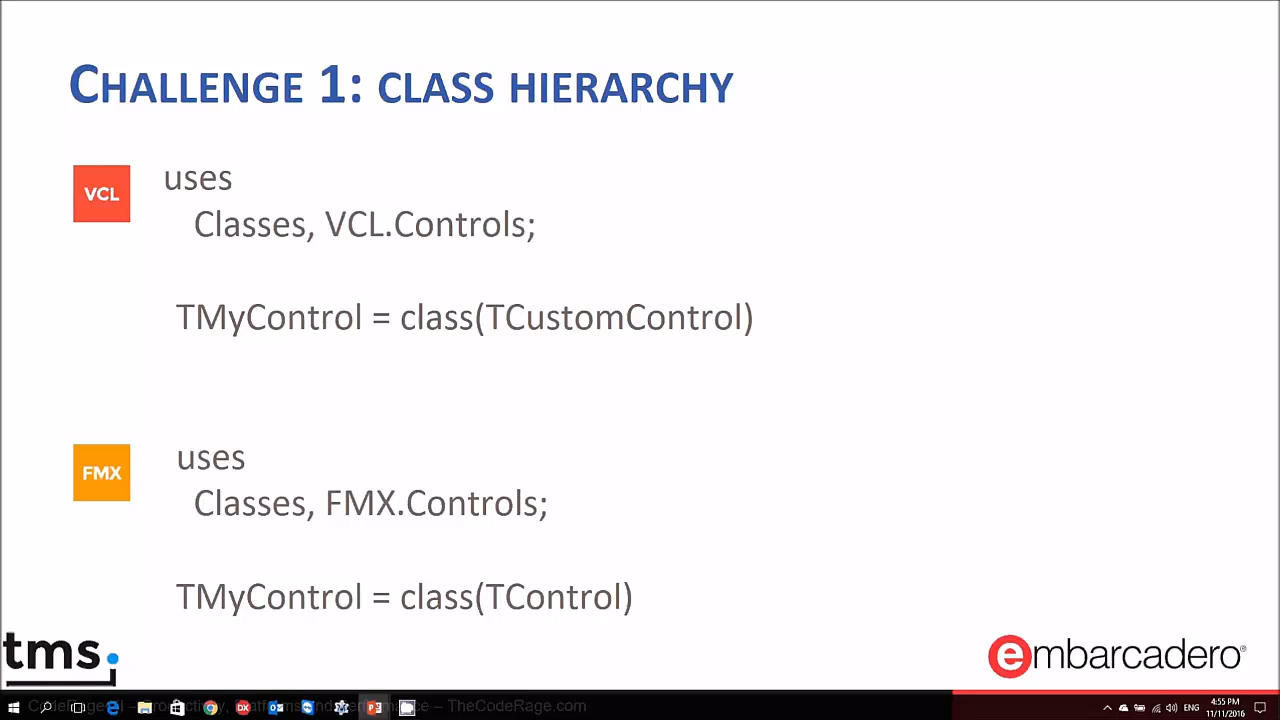 CHALLENGE 1: CLASS HIERARCHY
VCL
uses
Classes, VCL.Controls;
TMyControl = class(TCustomControl)
FMX
uses
Classes, FMX.Controls;
TMyControl = class(TControl)
tms.
embarcadero®
TheCodeRage.com
ENG
4:55 PM
11/11/2016